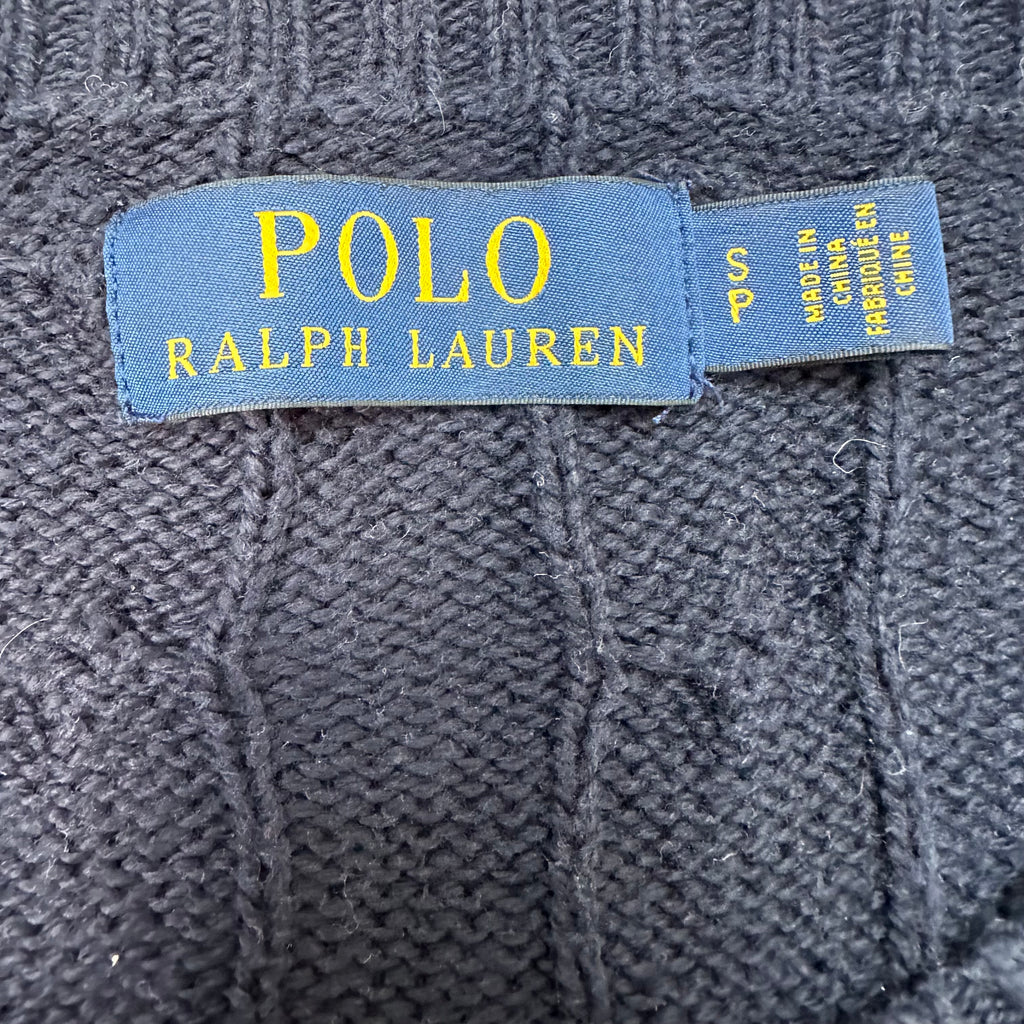 POLO
RALPH LAUREN
S
P
MADE IN
CHINA
FABRIQUÉ EN
CHINE